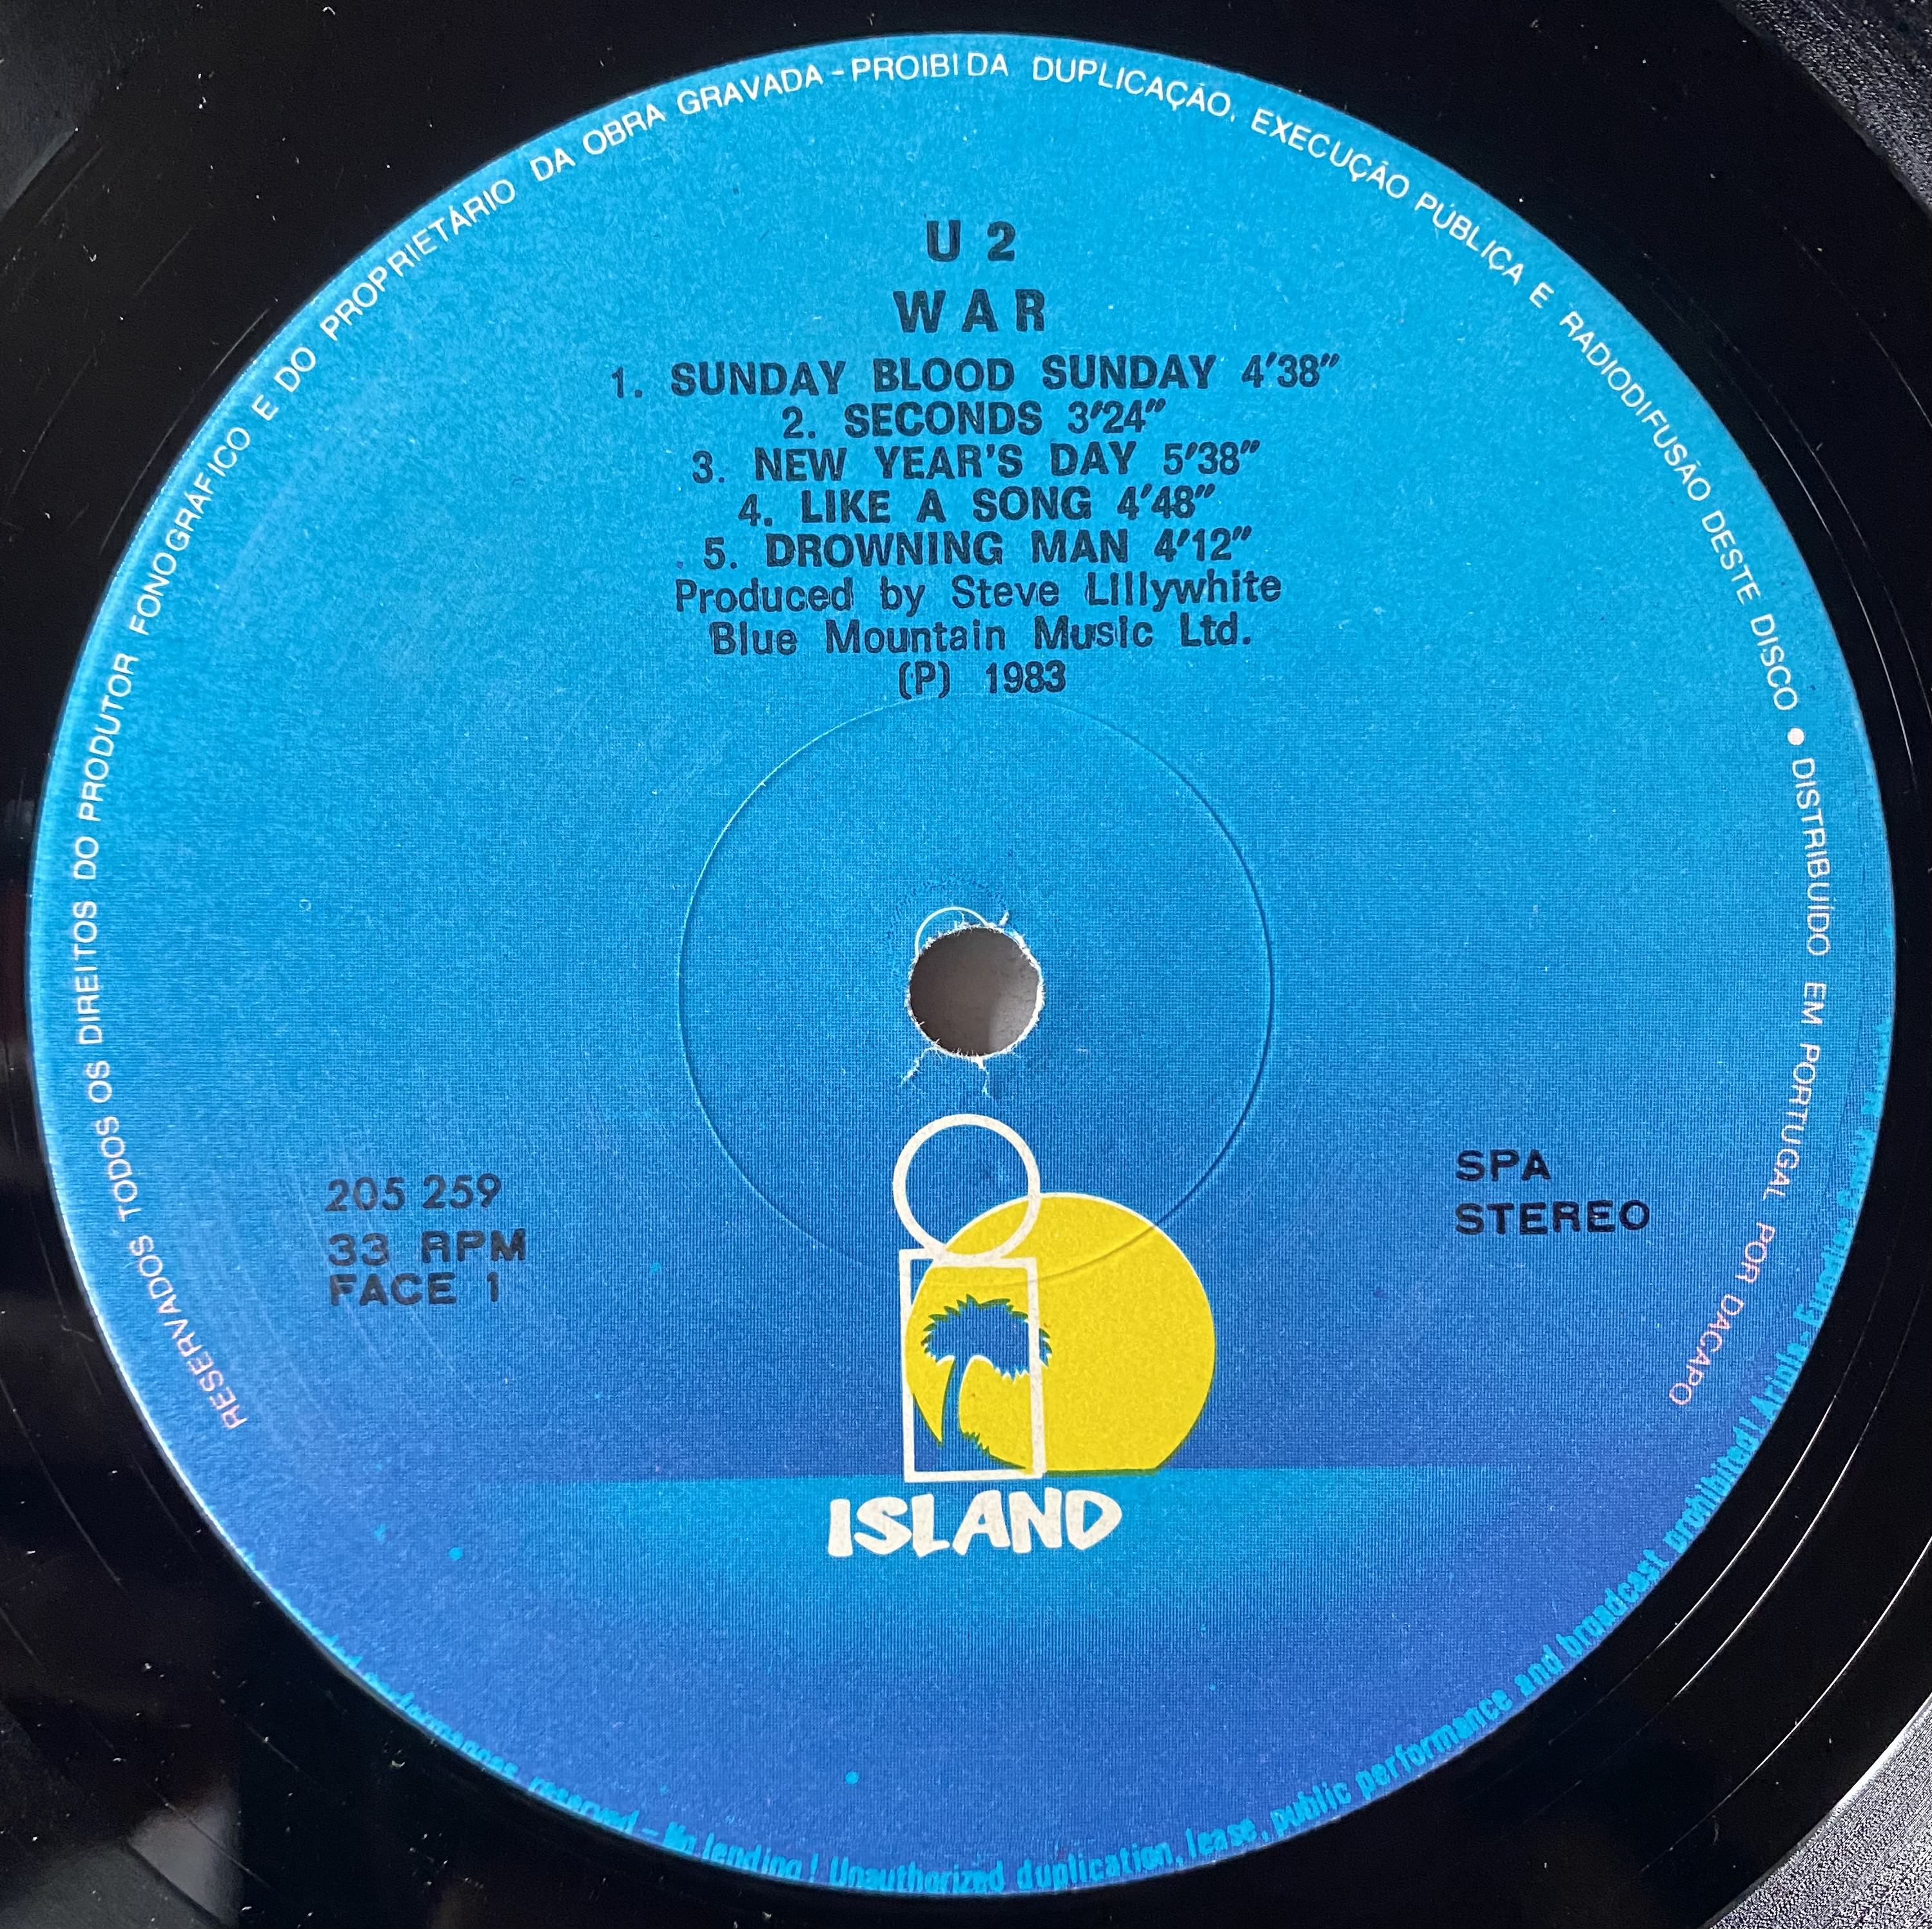 RESERVADOS TODOS OS DIREITOS DO PRODUTOR FONOGRÁFICO E DO PROPRIETÁRIO DA OBRA GRAVADA - PROIBIDA DUPLICAÇÃO, EXECUÇÃO PÚBLICA E RADIODIFUSÃO DESTE DISCO ● DISTRIBUÍDO EM PORTUGAL POR DACAPO
U 2
WAR
1. SUNDAY BLOOD SUNDAY 4'38"
2. SECONDS 3'24"
3. NEW YEAR'S DAY 5'38"
4. LIKE A SONG 4'48"
5. DROWNING MAN 4'12"
Produced by Steve Lillywhite
Blue Mountain Music Ltd.
(P) 1983
205 259
33 RPM
FACE 1
SPA
STEREO
ISLAND
reserved - No lending! Unauthorized duplication, lease, public performance and broadcast prohibited! Ariola-